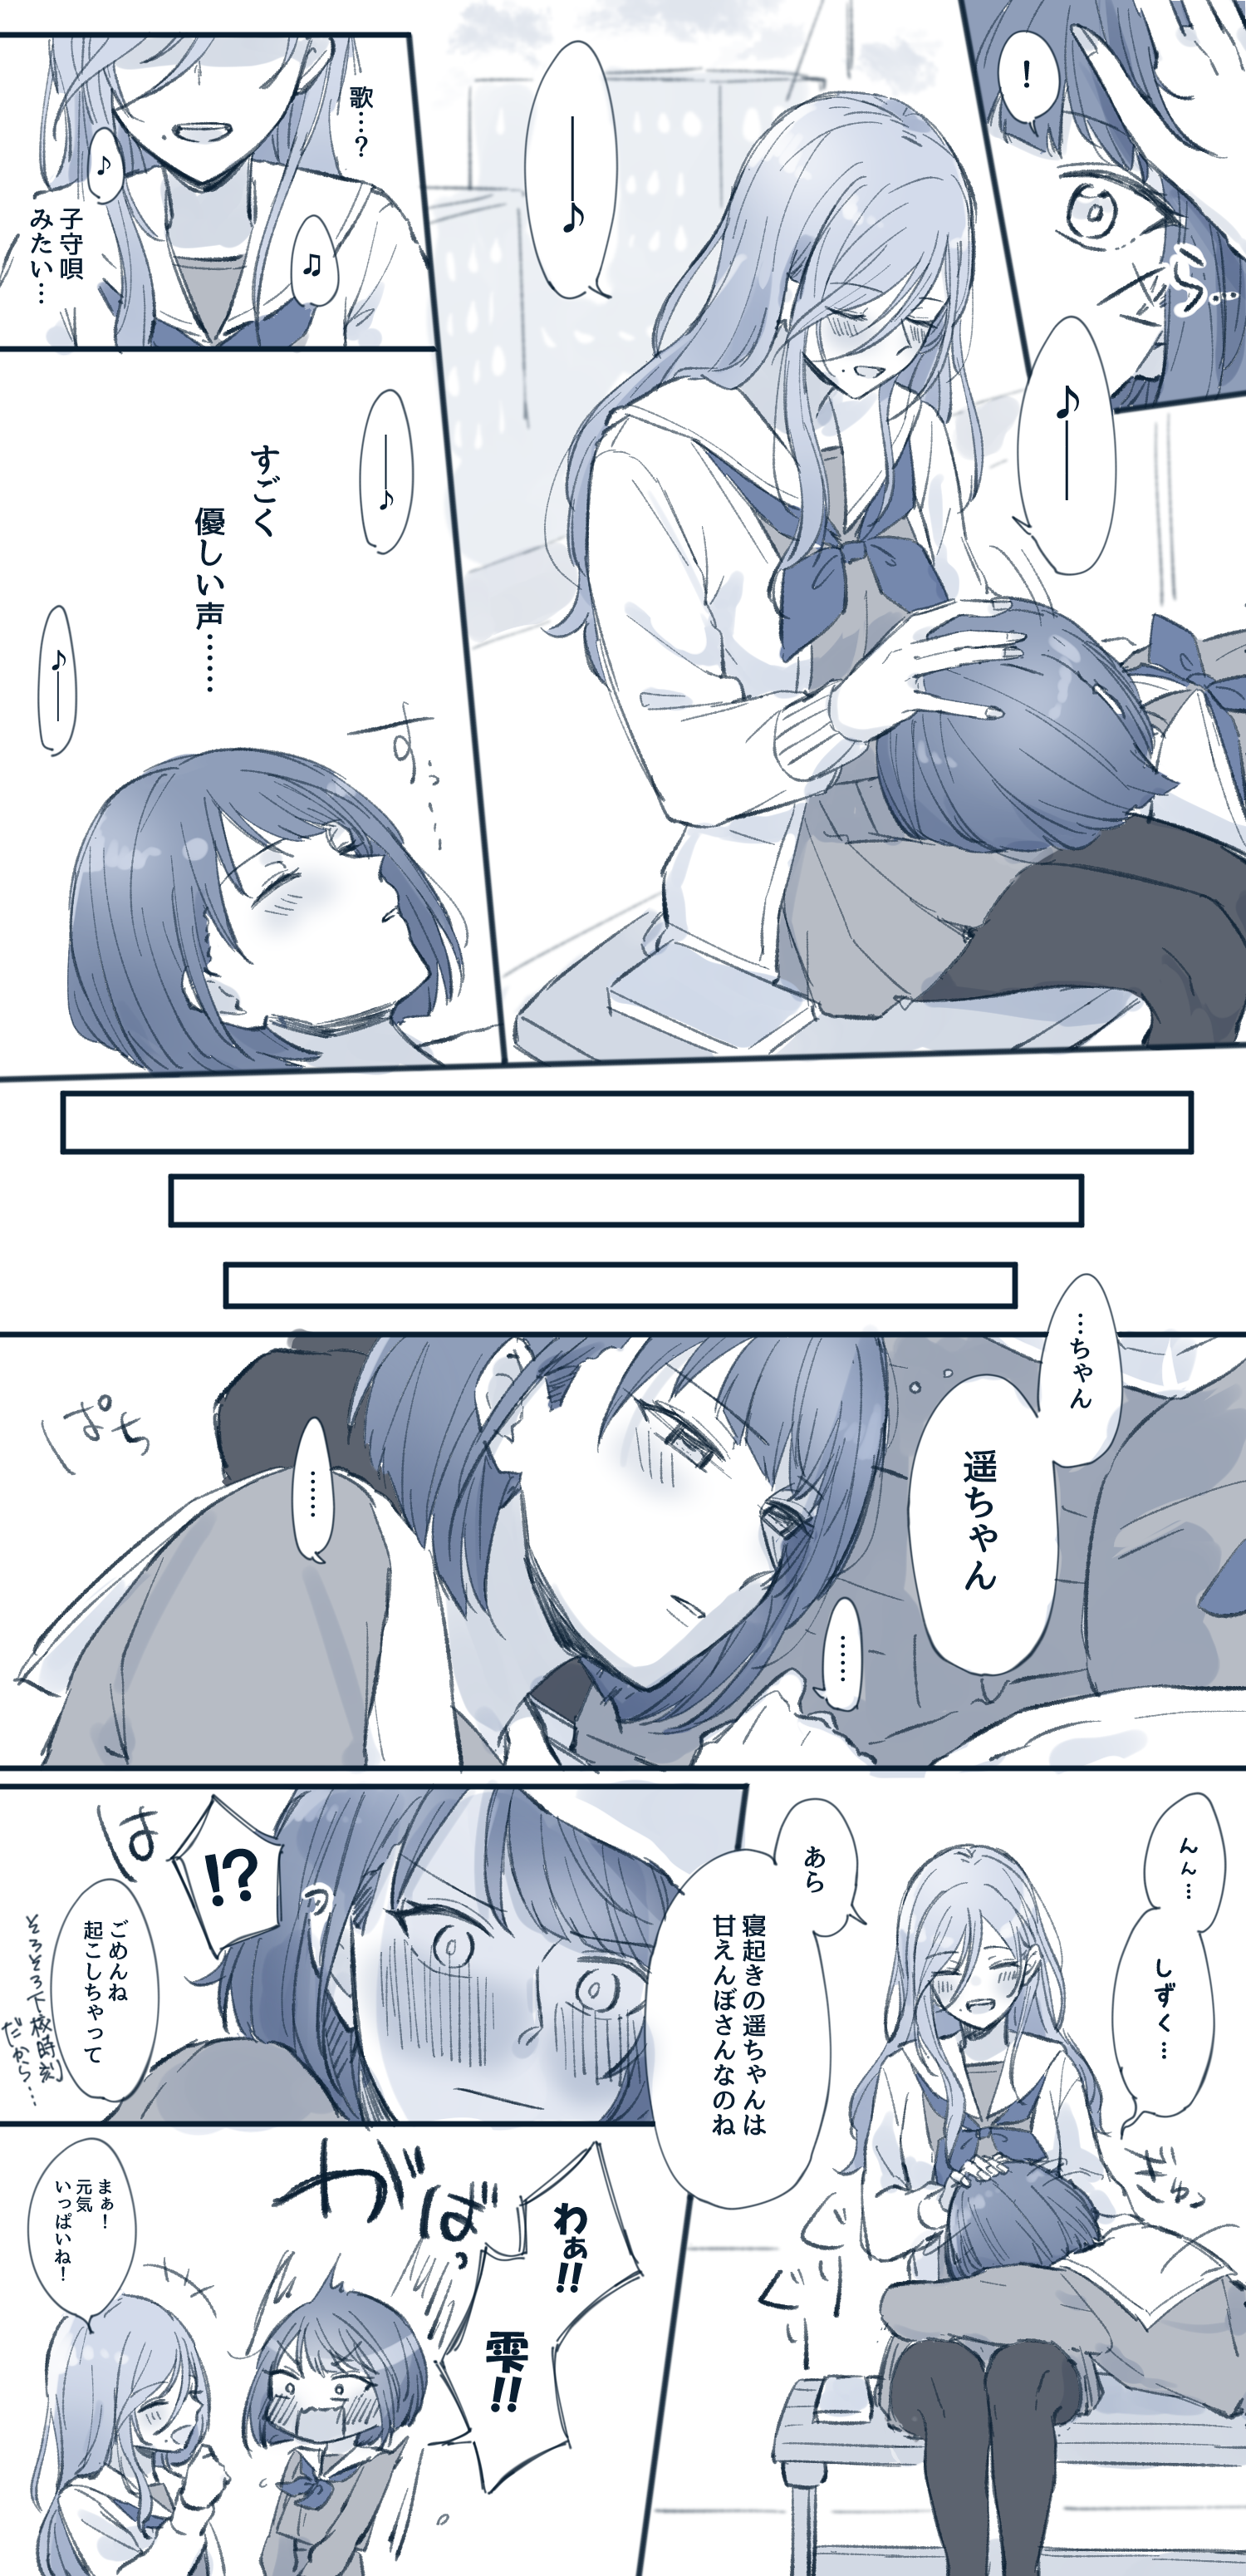 ！
ら…
♪
♪
歌…？
♪
♫
子守唄
みたい…
♪
すごく
優しい声……
♪
すっ…
…ちゃん
遥ちゃん
……
……
ぱち
んん…
しずく…
ぎゅっ
ぐりぐり
あら
寝起きの遥ちゃんは
甘えんぼさんなのね
!?
はっ
ごめんね
起こしちゃって
そろそろ下校時刻
だから…
わぁ!!
雫!!
がばっ
まぁ！
元気
いっぱいね！